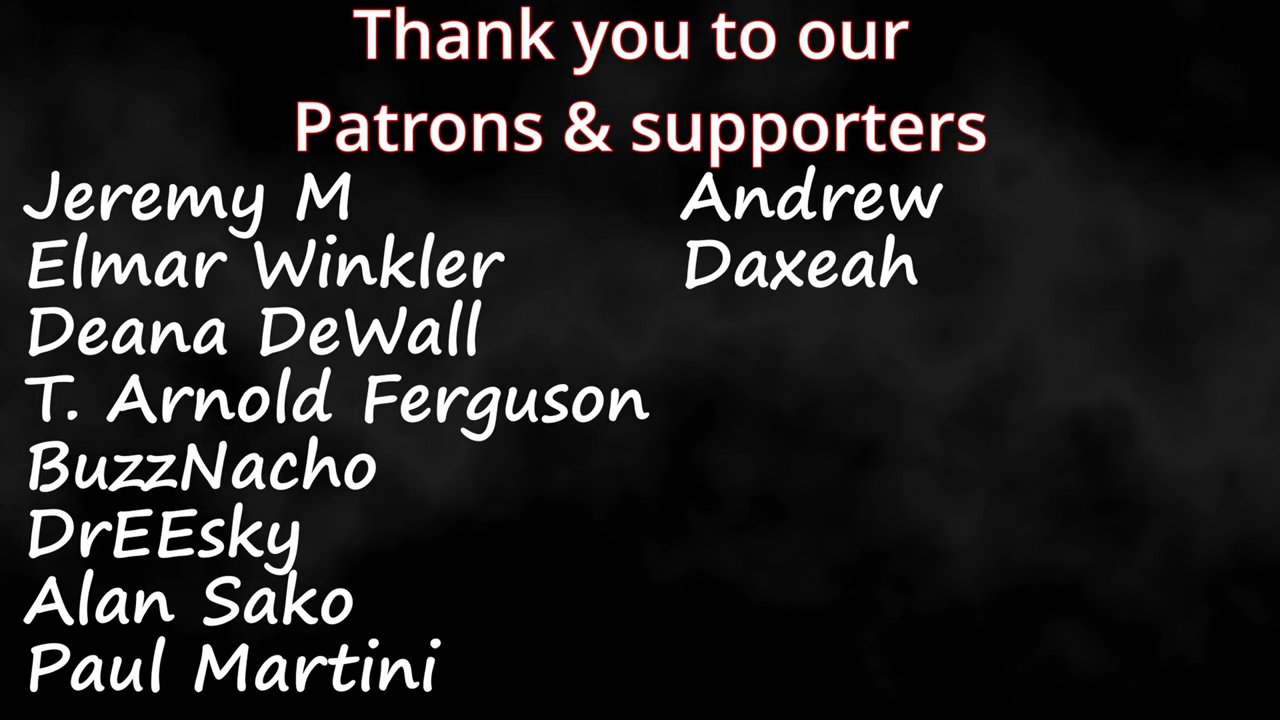 Thank you to our
Patrons & supporters
Jeremy M
Elmar Winkler
Deana DeWall
T. Arnold Ferguson
BuzzNacho
DrEEsky
Alan Sako
Paul Martini
Andrew
Daxeah